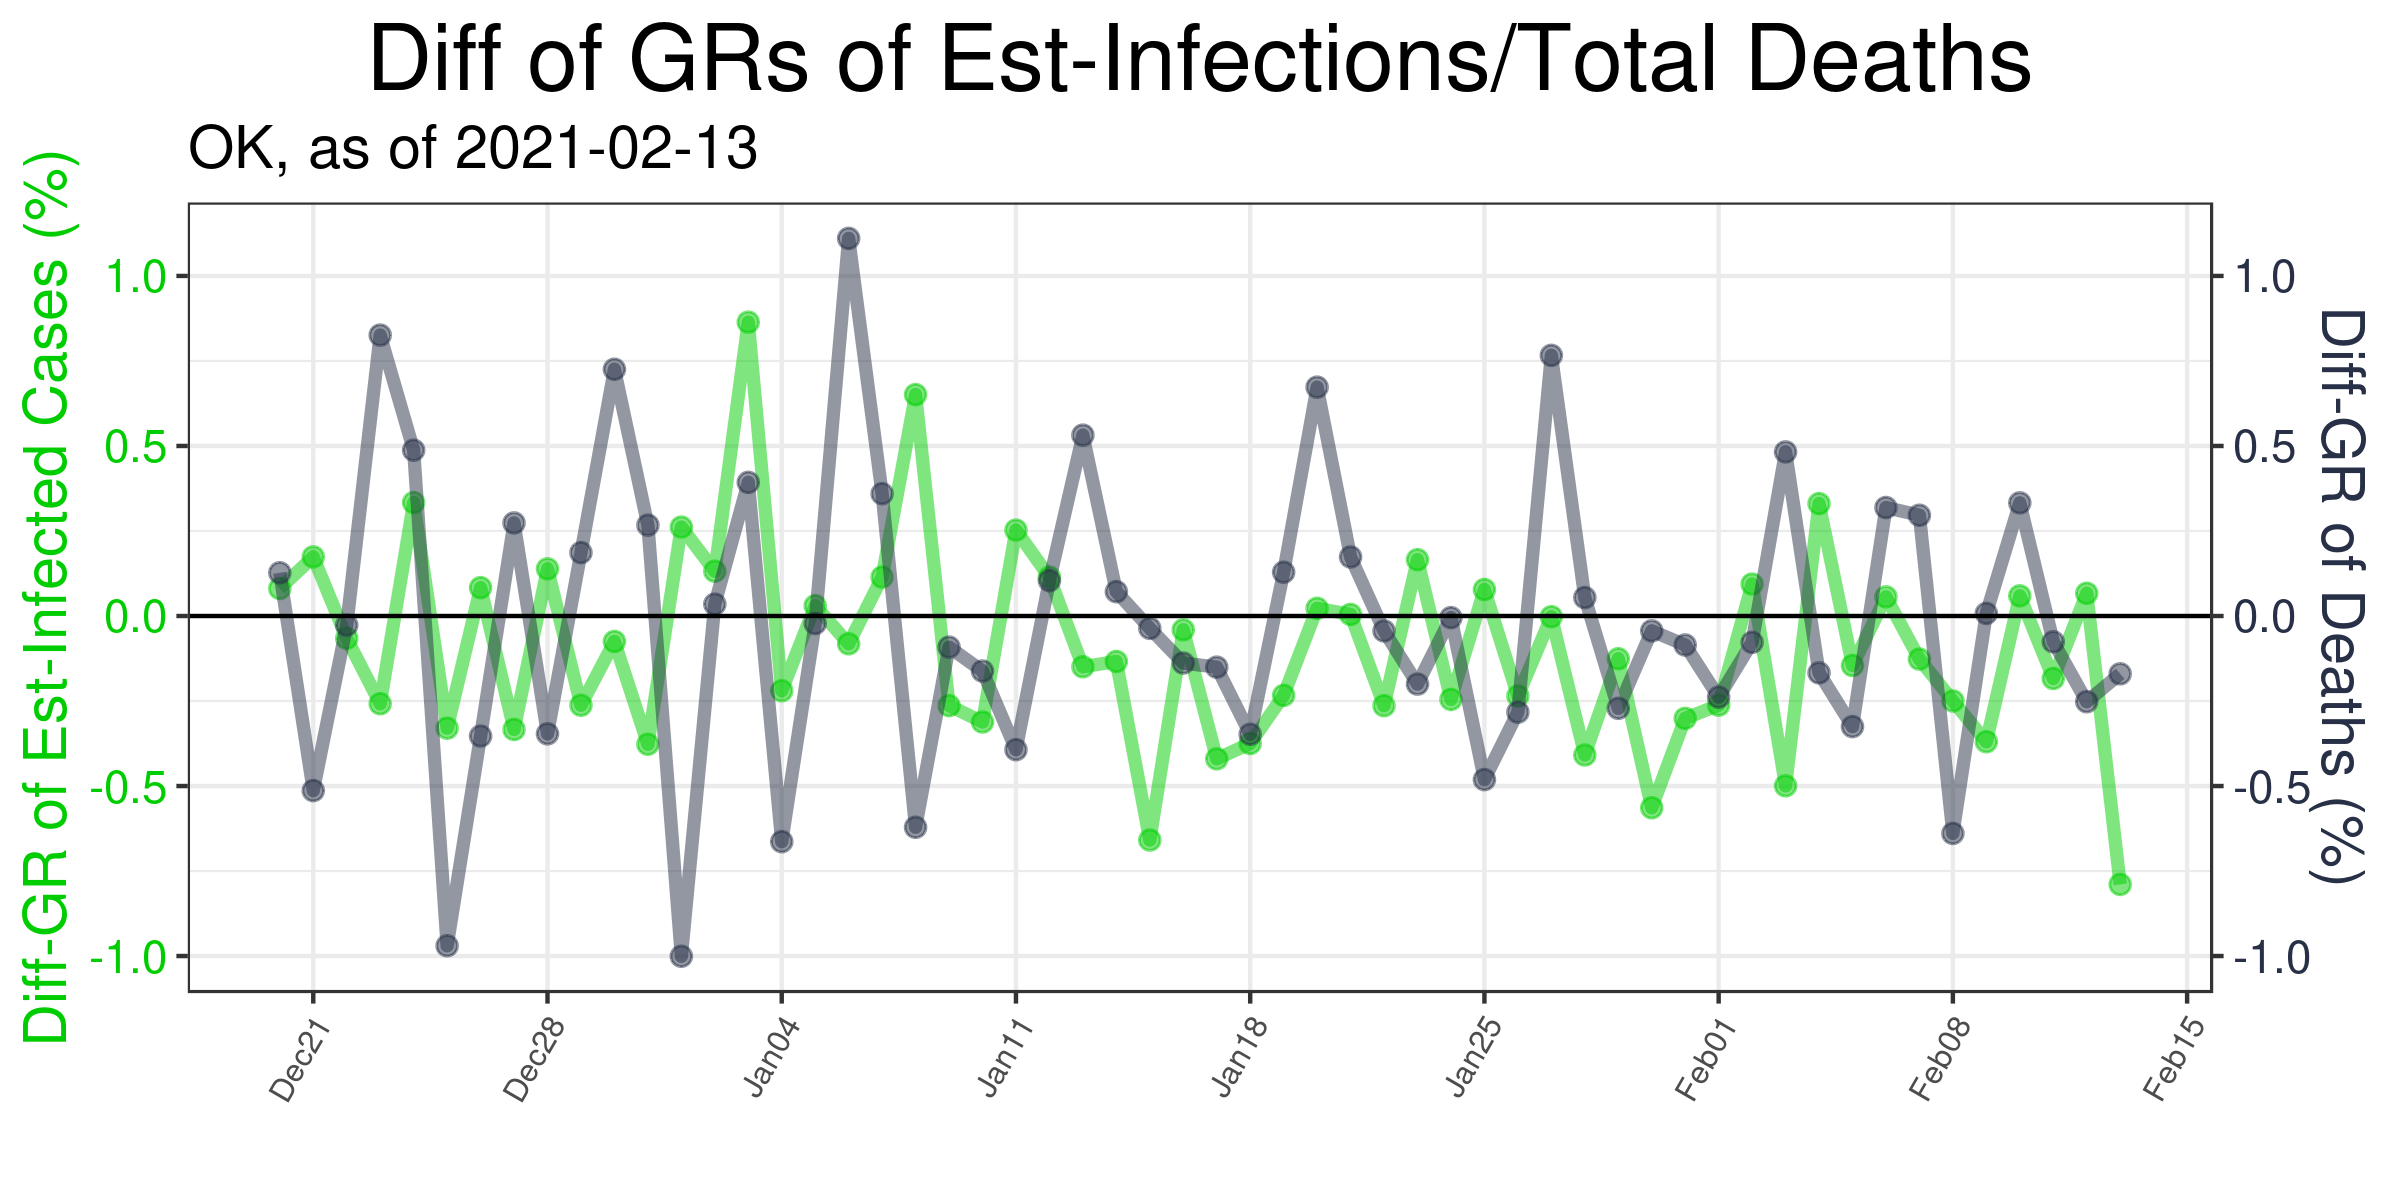 Diff of GRs of Est-Infections/Total Deaths
OK, as of 2021-02-13
Diff-GR of Est-Infected Cases (%)
1.0
0.5
0.0
-0.5
-1.0
1.0
0.5
0.0
-0.5
-1.0
Diff-GR of Deaths (%)
Dec21
Dec28
Jan04
Jan11
Jan18
Jan25
Feb01
Feb08
Feb15